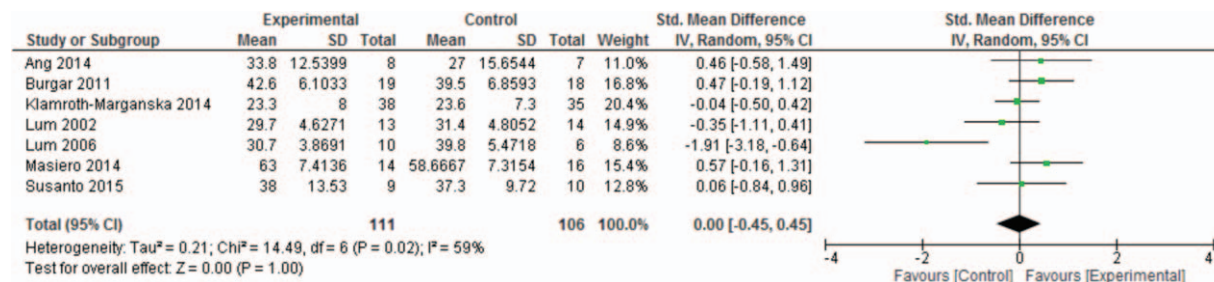 Experimental Control Std. Mean Difference Std. Mean Difference
Study or Subgroup Mean SD Total Mean SD Total Weight IV, Random, 95% CI IV, Random, 95% CI
Ang 2014 33.8 12.5399 8 27 15.6544 7 11.0% 0.46 [-0.58, 1.49]
Burgar 2011 42.6 6.1033 19 39.5 6.8593 18 16.8% 0.47 [-0.19, 1.12]
Klamroth-Marganska 2014 23.3 8 38 23.6 7.3 35 20.4% -0.04 [-0.50, 0.42]
Lum 2002 29.7 4.6271 13 31.4 4.8052 14 14.9% -0.35 [-1.11, 0.41]
Lum 2006 30.7 3.8691 10 39.8 5.4718 6 8.6% -1.91 [-3.18, -0.64]
Masiero 2014 63 7.4136 14 58.6667 7.3154 16 15.4% 0.57 [-0.16, 1.31]
Susanto 2015 38 13.53 9 37.3 9.72 10 12.8% 0.06 [-0.84, 0.96]
Total (95% CI) 111 106 100.0% 0.00 [-0.45, 0.45]
Heterogeneity: Tau² = 0.21; Chi² = 14.49, df = 6 (P = 0.02); I² = 59%
Test for overall effect: Z = 0.00 (P = 1.00)
-4 -2 0 2 4
Favours [Control] Favours [Experimental]